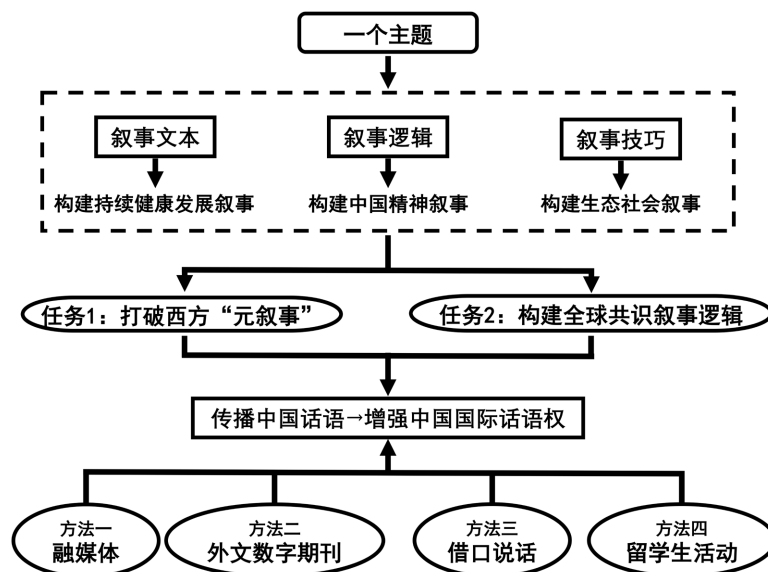 一个主题
叙事文本
叙事逻辑
叙事技巧
构建持续健康发展叙事
构建中国精神叙事
构建生态社会叙事
任务1：打破西方“元叙事”
任务2：构建全球共识叙事逻辑
传播中国话语→增强中国国际话语权
方法一
融媒体
方法二
外文数字期刊
方法三
借口说话
方法四
留学生活动